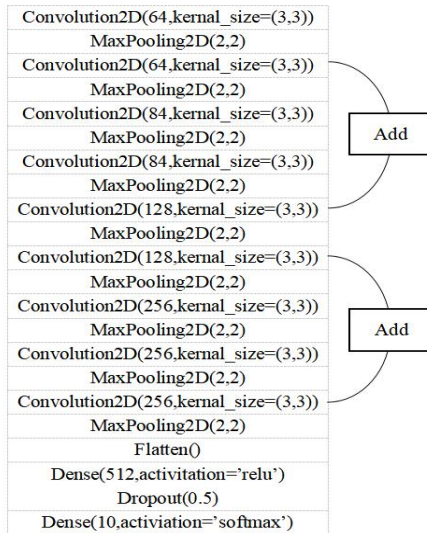 Convolution2D(64,kernal_size=(3,3))
MaxPooling2D(2,2)
Convolution2D(64,kernal_size=(3,3))
MaxPooling2D(2,2)
Convolution2D(84,kernal_size=(3,3))
MaxPooling2D(2,2)
Add
Convolution2D(84,kernal_size=(3,3))
MaxPooling2D(2,2)
Convolution2D(128,kernal_size=(3,3))
MaxPooling2D(2,2)
Convolution2D(128,kernal_size=(3,3))
MaxPooling2D(2,2)
Convolution2D(256,kernal_size=(3,3))
MaxPooling2D(2,2)
Add
Convolution2D(256,kernal_size=(3,3))
MaxPooling2D(2,2)
Convolution2D(256,kernal_size=(3,3))
MaxPooling2D(2,2)
Flatten()
Dense(512,activitation='relu')
Dropout(0.5)
Dense(10,activiation='softmax')